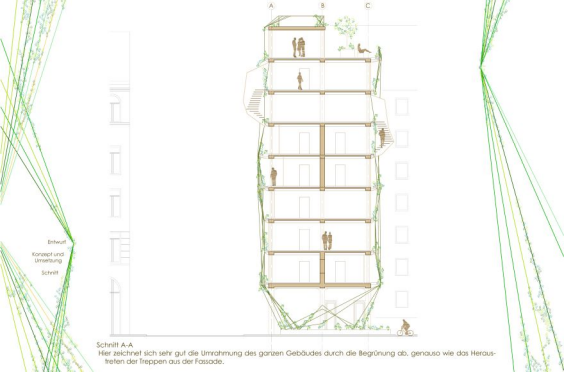 A B C
Entwurf
Konzept und
Umsetzung
Schnitt
Schnitt A-A
Hier zeichnet sich sehr gut die Umrahmung des ganzen Gebäudes durch die Begrünung ab, genauso wie das Heraus-
treten der Treppen aus der Fassade.